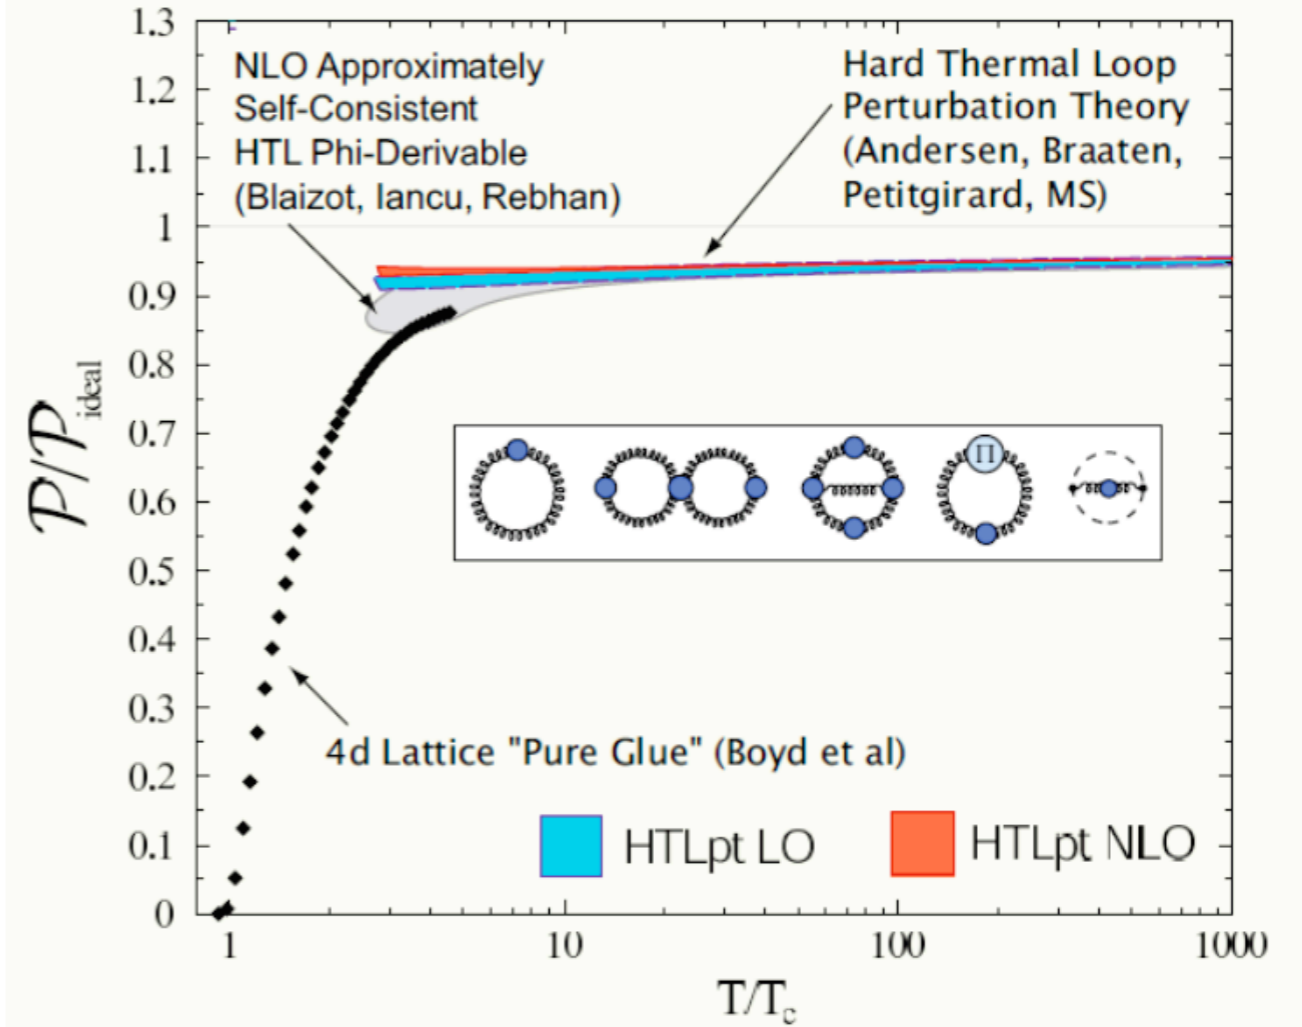 1.3
1.2
1.1
1
0.9
0.8
0.7
0.6
0.5
0.4
0.3
0.2
0.1
0
P/P ideal
NLO Approximately
Self-Consistent
HTL Phi-Derivable
(Blaizot, Iancu, Rebhan)
Hard Thermal Loop
Perturbation Theory
(Andersen, Braaten,
Petitgirard, MS)
Π
4d Lattice "Pure Glue" (Boyd et al)
HTLpt LO
HTLpt NLO
1
10
100
1000
T/T_c